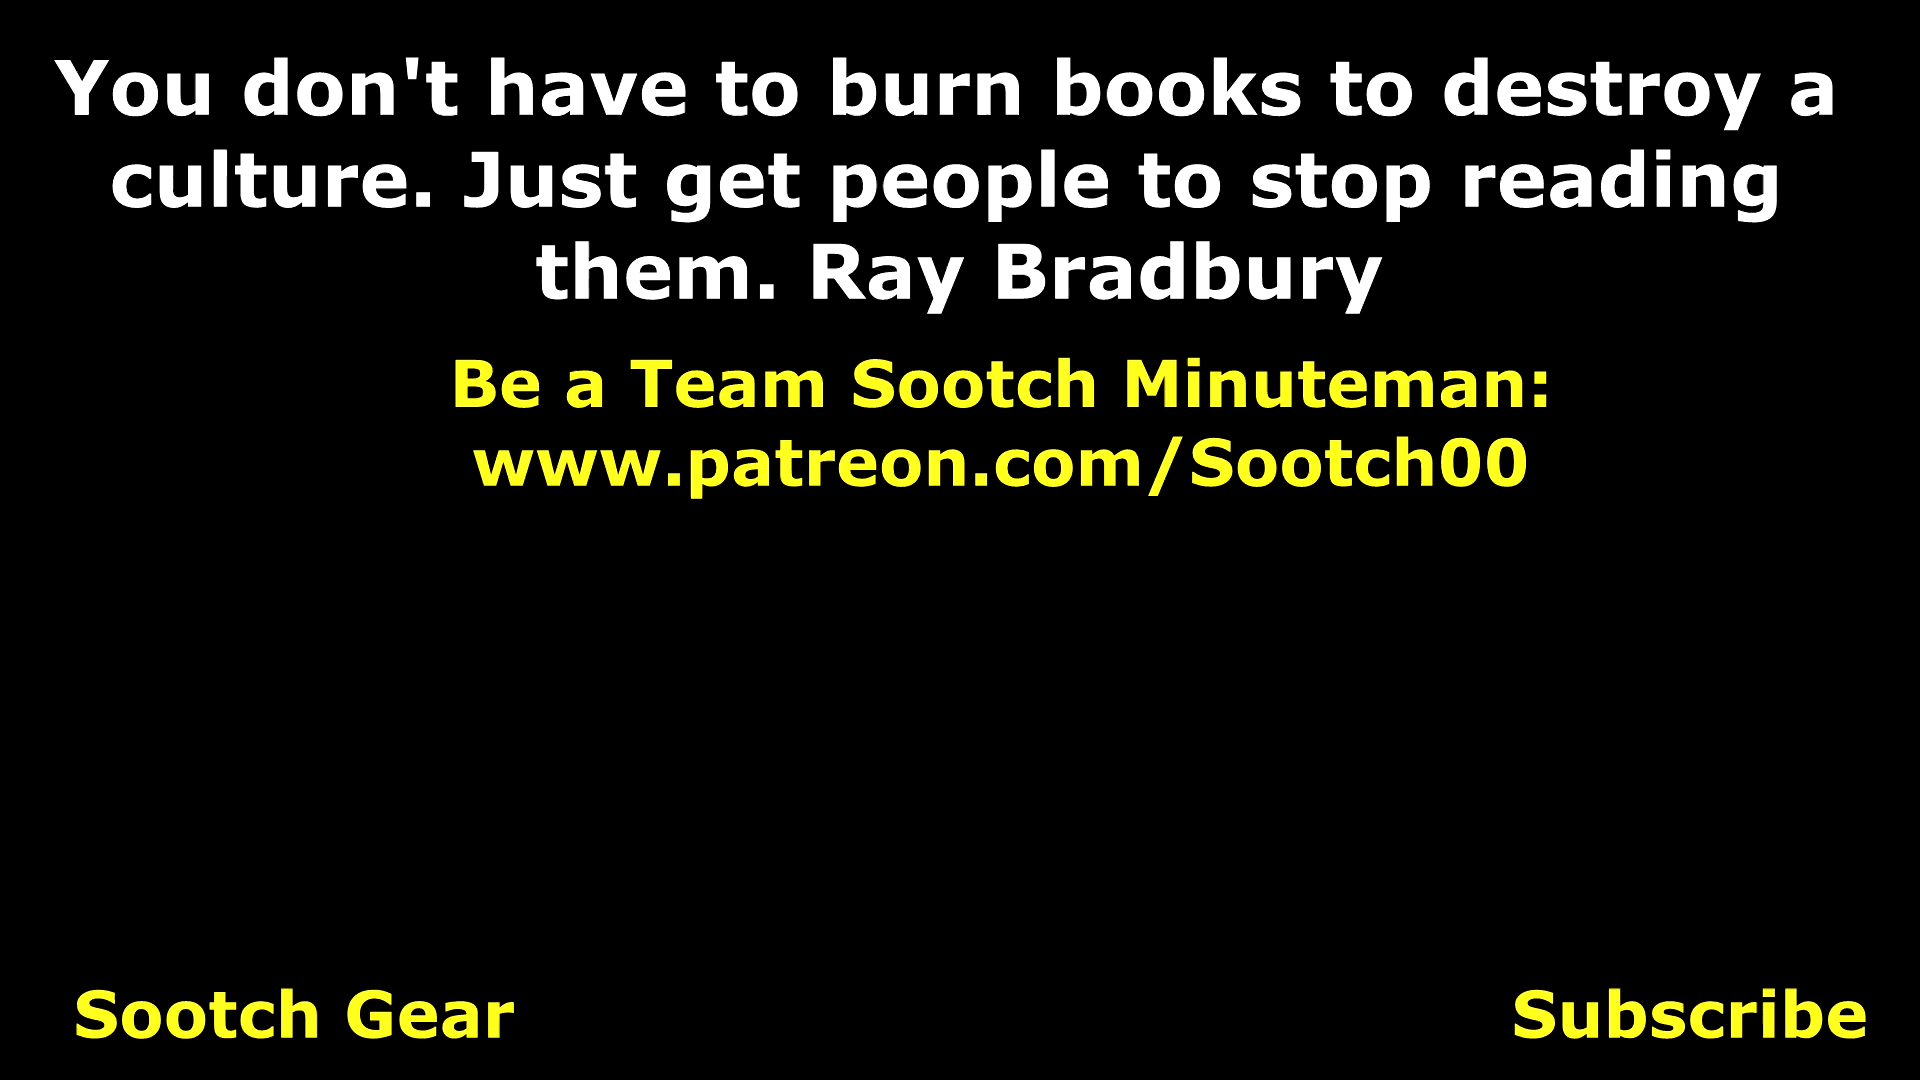 You don't have to burn books to destroy a
culture. Just get people to stop reading
them. Ray Bradbury
Be a Team Sootch Minuteman:
www.patreon.com/Sootch00
Sootch Gear
Subscribe